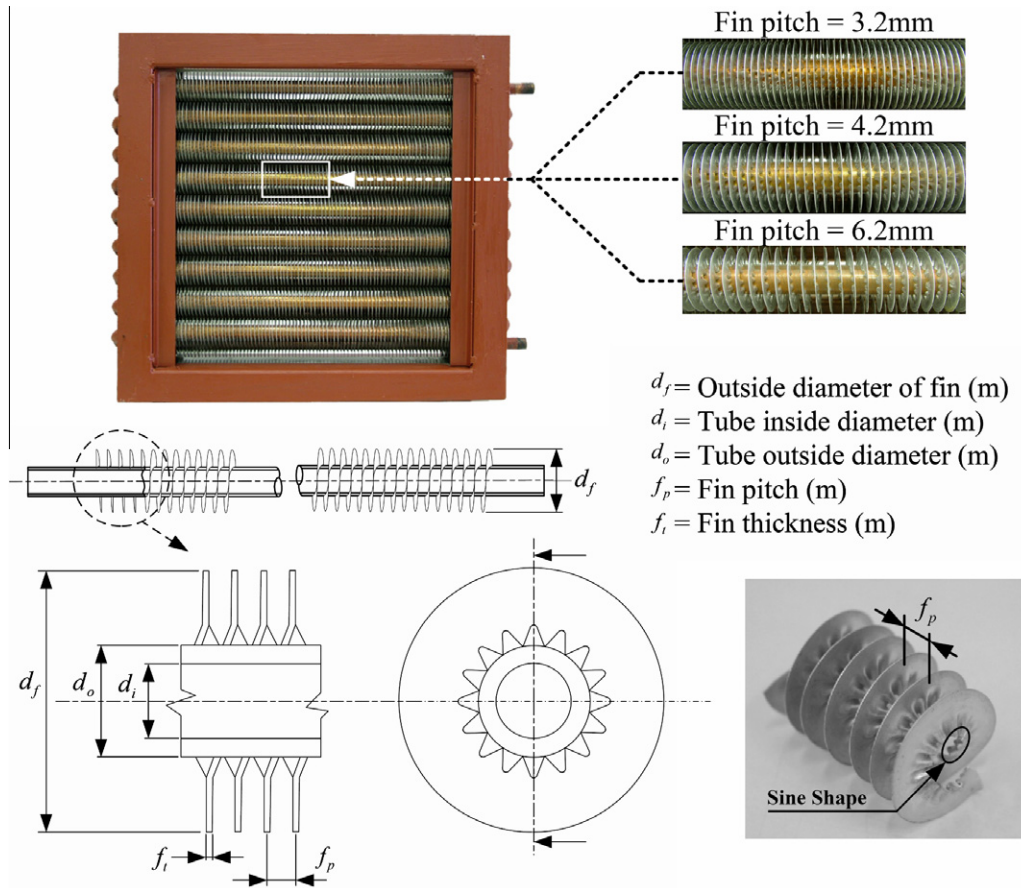 Fin pitch = 3.2mm
Fin pitch = 4.2mm
Fin pitch = 6.2mm
d_f = Outside diameter of fin (m)
d_i = Tube inside diameter (m)
d_o = Tube outside diameter (m)
f_p = Fin pitch (m)
f_t = Fin thickness (m)
d_f
d_f
d_o
d_i
f_t
f_p
f_p
Sine Shape